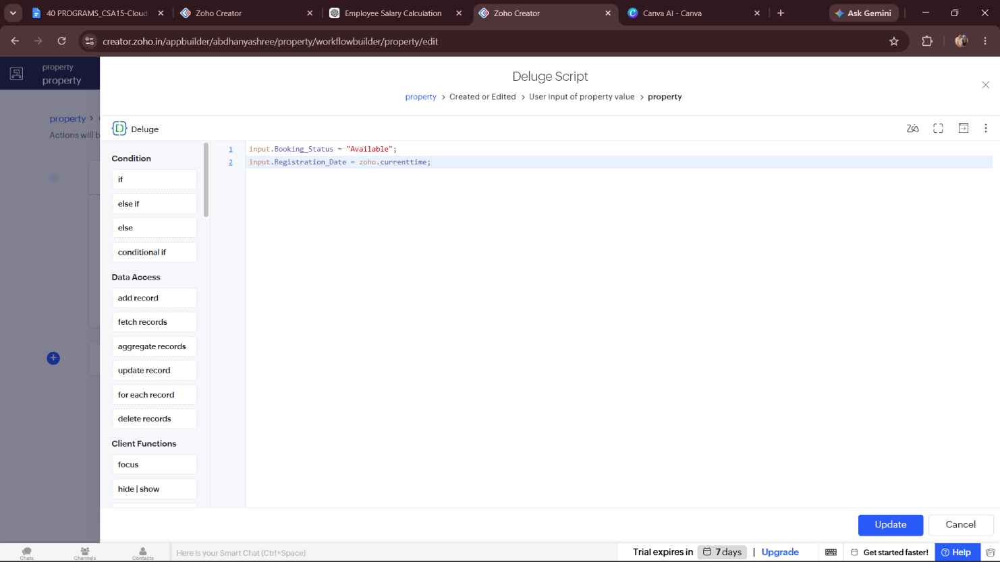 40 PROGRAMS_CSA15-Cloud
Zoho Creator
Employee Salary Calculation
Zoho Creator
Canva AI - Canva
Ask Gemini
creator.zoho.in/appbuilder/abdhanyashree/property/workflowbuilder/property/edit
property
property
property >
Actions will b
Deluge Script
property > Created or Edited > User input of property value > property
Deluge
Condition
if
else if
else
conditional if
Data Access
add record
fetch records
aggregate records
update record
for each record
delete records
Client Functions
focus
hide | show
1 input.Booking_Status = "Available";
2 input.Registration_Date = zoho.currenttime;
Update
Cancel
Chats
Channels
Contacts
Here is your Smart Chat (Ctrl+Space)
Trial expires in 7 days | Upgrade
Get started faster!
Help